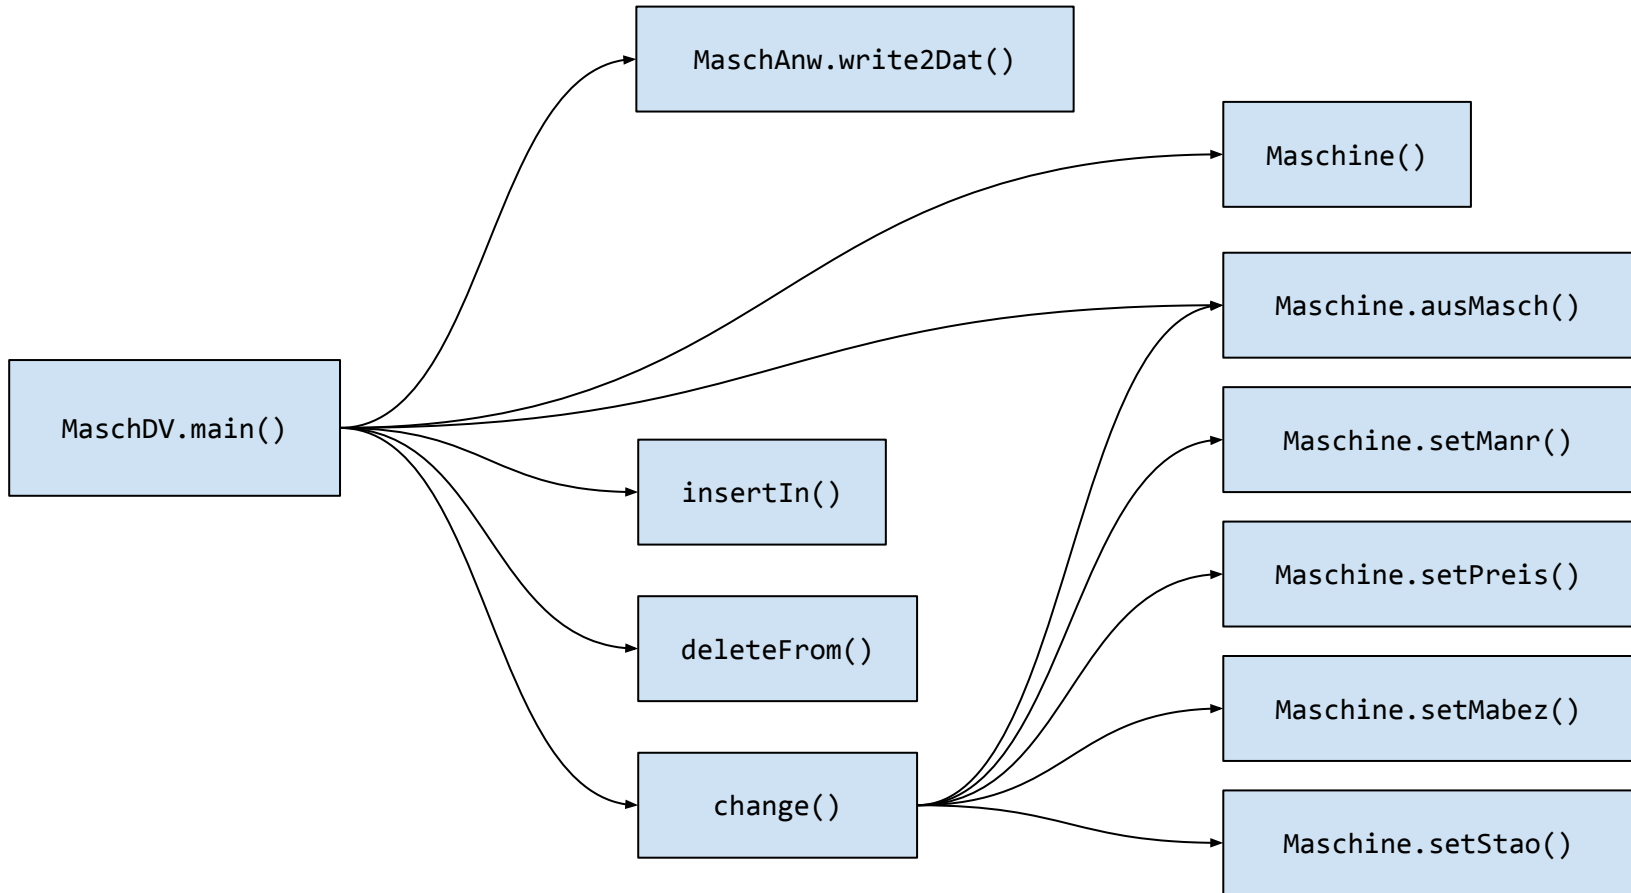 MaschAnw.write2Dat()
Maschine()
Maschine.ausMasch()
MaschDV.main()
Maschine.setManr()
insertIn()
Maschine.setPreis()
deleteFrom()
Maschine.setMabez()
change()
Maschine.setStao()